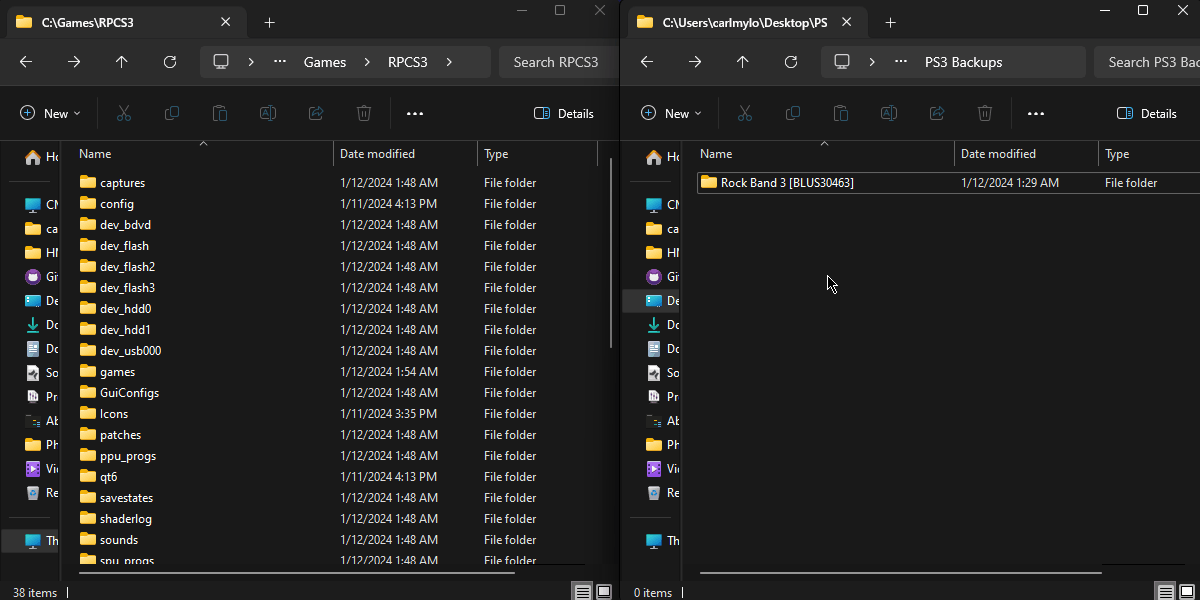 C:\Games\RPCS3
Games
RPCS3
Search RPCS3
New
Details
Name
Date modified
Type
captures 1/12/2024 1:48 AM File folder
config 1/11/2024 4:13 PM File folder
dev_bdvd 1/12/2024 1:48 AM File folder
dev_flash 1/12/2024 1:48 AM File folder
dev_flash2 1/12/2024 1:48 AM File folder
dev_flash3 1/12/2024 1:48 AM File folder
dev_hdd0 1/12/2024 1:48 AM File folder
dev_hdd1 1/12/2024 1:48 AM File folder
dev_usb000 1/12/2024 1:48 AM File folder
games 1/12/2024 1:54 AM File folder
GuiConfigs 1/12/2024 1:48 AM File folder
Icons 1/11/2024 3:35 PM File folder
patches 1/12/2024 1:48 AM File folder
ppu_progs 1/12/2024 1:48 AM File folder
qt6 1/11/2024 4:13 PM File folder
savestates 1/12/2024 1:48 AM File folder
shaderlog 1/12/2024 1:48 AM File folder
sounds 1/12/2024 1:48 AM File folder
spu_progs 1/12/2024 1:48 AM File folder
Ho
CM
ca
HM
Git
De
Do
Do
So
Pr
Ab
Ph
Vi
Re
Th
38 items
C:\Users\carlmylo\Desktop\PS
PS3 Backups
Search PS3 Bac
New
Details
Name
Date modified
Type
Rock Band 3 [BLUS30463] 1/12/2024 1:29 AM File folder
Ho
CM
ca
HM
Git
De
Do
Do
So
Pr
Ab
Ph
Vi
Re
Th
0 items